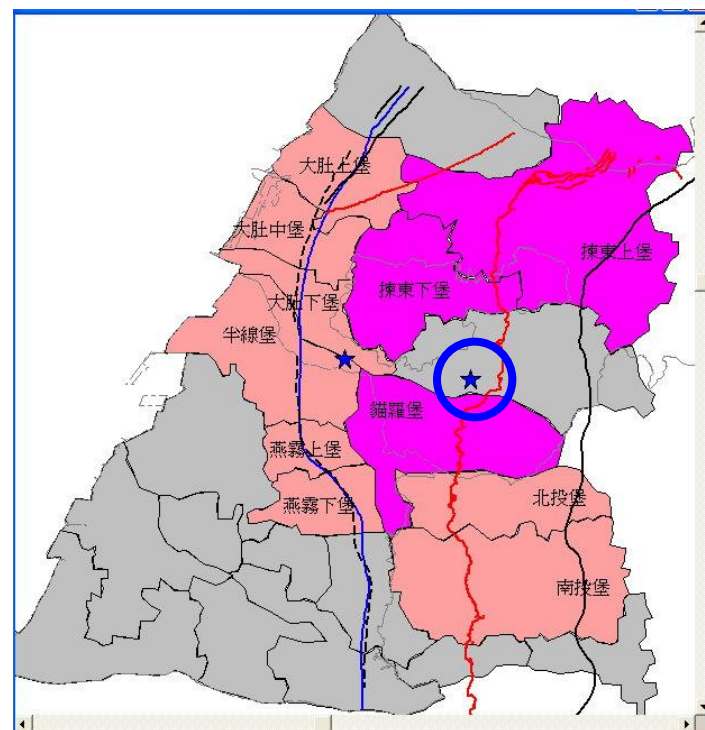 大肚上堡
大肚中堡
揀東上堡
揀東下堡
大肚下堡
半線堡
貓羅堡
燕霧上堡
燕霧下堡
北投堡
南投堡